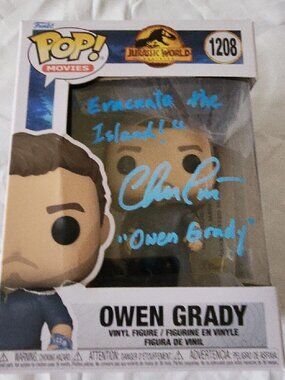 Funko
POP!
MOVIES
JURASSIC WORLD
1208
Evacuate the
Island!"
"Owen Grady"
OWEN GRADY
VINYL FIGURE / FIGURINE EN VINYLE
FIGURA DE VINIL
WARNING ATTENTION ADVERTENCIA